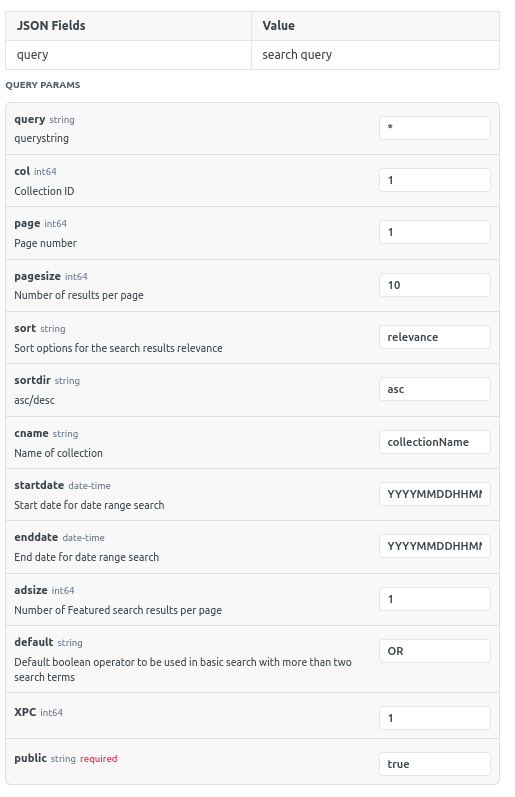 JSON Fields Value
query search query
QUERY PARAMS
query string
querystring
*
col int64
Collection ID
1
page int64
Page number
1
pagesize int64
Number of results per page
10
sort string
Sort options for the search results relevance
relevance
sortdir string
asc/desc
asc
cname string
Name of collection
collectionName
startdate date-time
Start date for date range search
YYYYMMDDHHMM
enddate date-time
End date for date range search
YYYYMMDDHHMM
adsize int64
Number of Featured search results per page
1
default string
Default boolean operator to be used in basic search with more than two
search terms
OR
XPC int64
1
public string required
true